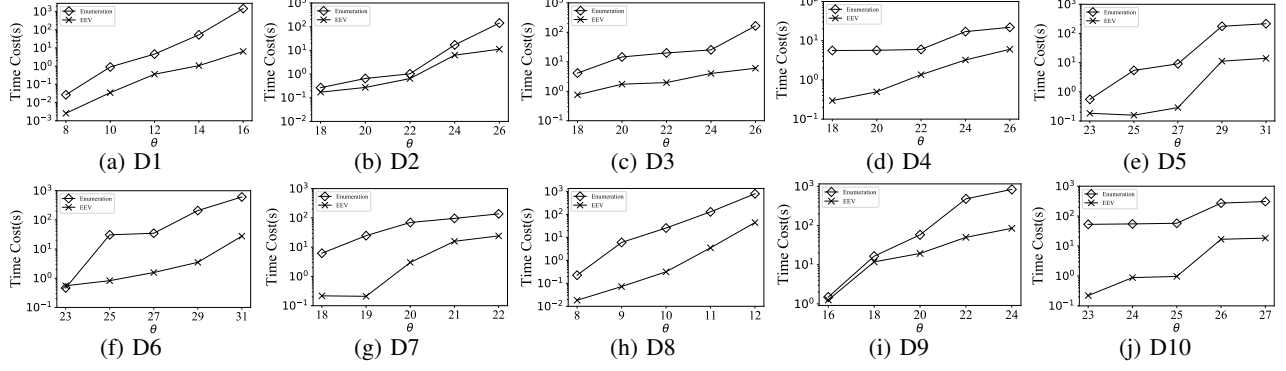 Enumeration
EEV
Time Cost(s)
10³
10²
10¹
10⁰
10⁻¹
10⁻²
10⁻³
8 10 12 14 16
θ
(a) D1
Enumeration
EEV
Time Cost(s)
10³
10²
10¹
10⁰
10⁻¹
10⁻²
18 20 22 24 26
θ
(b) D2
Enumeration
EEV
Time Cost(s)
10³
10²
10¹
10⁰
10⁻¹
10⁻²
18 20 22 24 26
θ
(c) D3
Enumeration
EEV
Time Cost(s)
10²
10¹
10⁰
10⁻¹
18 20 22 24 26
θ
(d) D4
Enumeration
EEV
Time Cost(s)
10³
10²
10¹
10⁰
10⁻¹
23 25 27 29 31
θ
(e) D5
Enumeration
EEV
Time Cost(s)
10³
10²
10¹
10⁰
10⁻¹
23 25 27 29 31
θ
(f) D6
Enumeration
EEV
Time Cost(s)
10³
10²
10¹
10⁰
10⁻¹
18 19 20 21 22
θ
(g) D7
Enumeration
EEV
Time Cost(s)
10³
10²
10¹
10⁰
10⁻¹
10⁻²
8 9 10 11 12
θ
(h) D8
Enumeration
EEV
Time Cost(s)
10³
10²
10¹
10⁰
16 18 20 22 24
θ
(i) D9
Enumeration
EEV
Time Cost(s)
10³
10²
10¹
10⁰
10⁻¹
23 24 25 26 27
θ
(j) D10